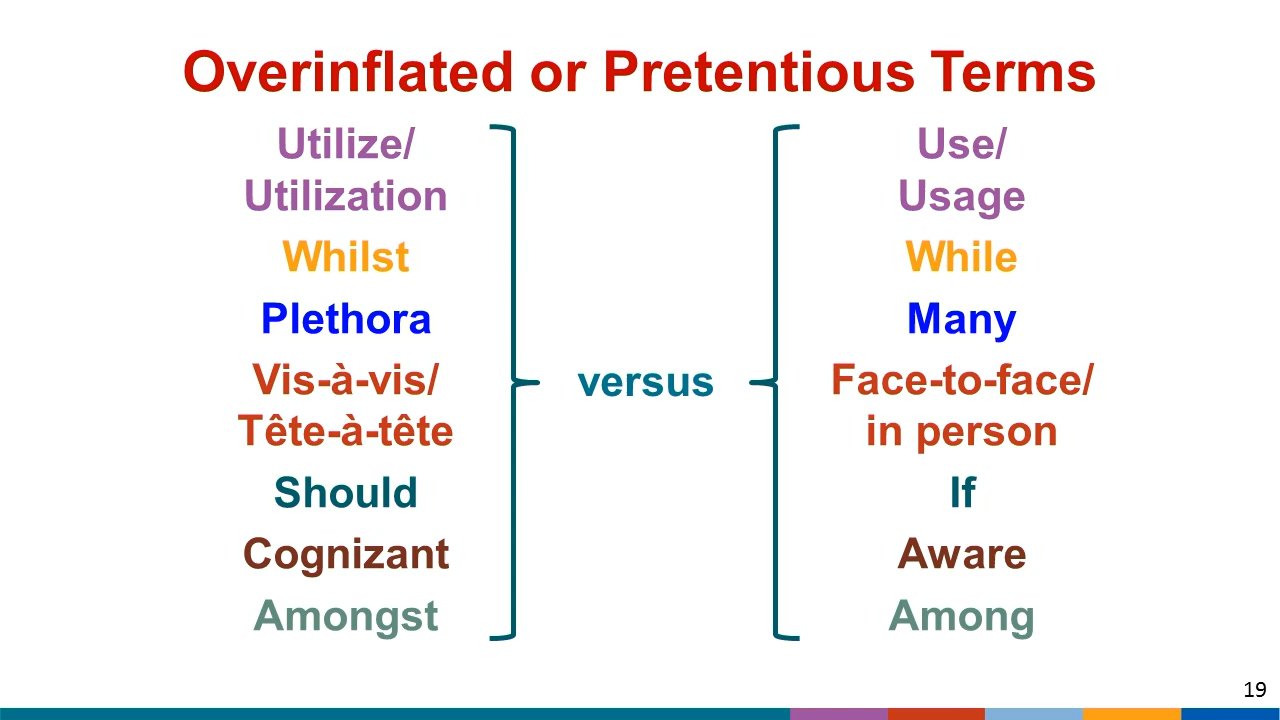 Overinflated or Pretentious Terms
Utilize/
Utilization
Whilst
Plethora
Vis-à-vis/
Tête-à-tête
Should
Cognizant
Amongst
versus
Use/
Usage
While
Many
Face-to-face/
in person
If
Aware
Among
19